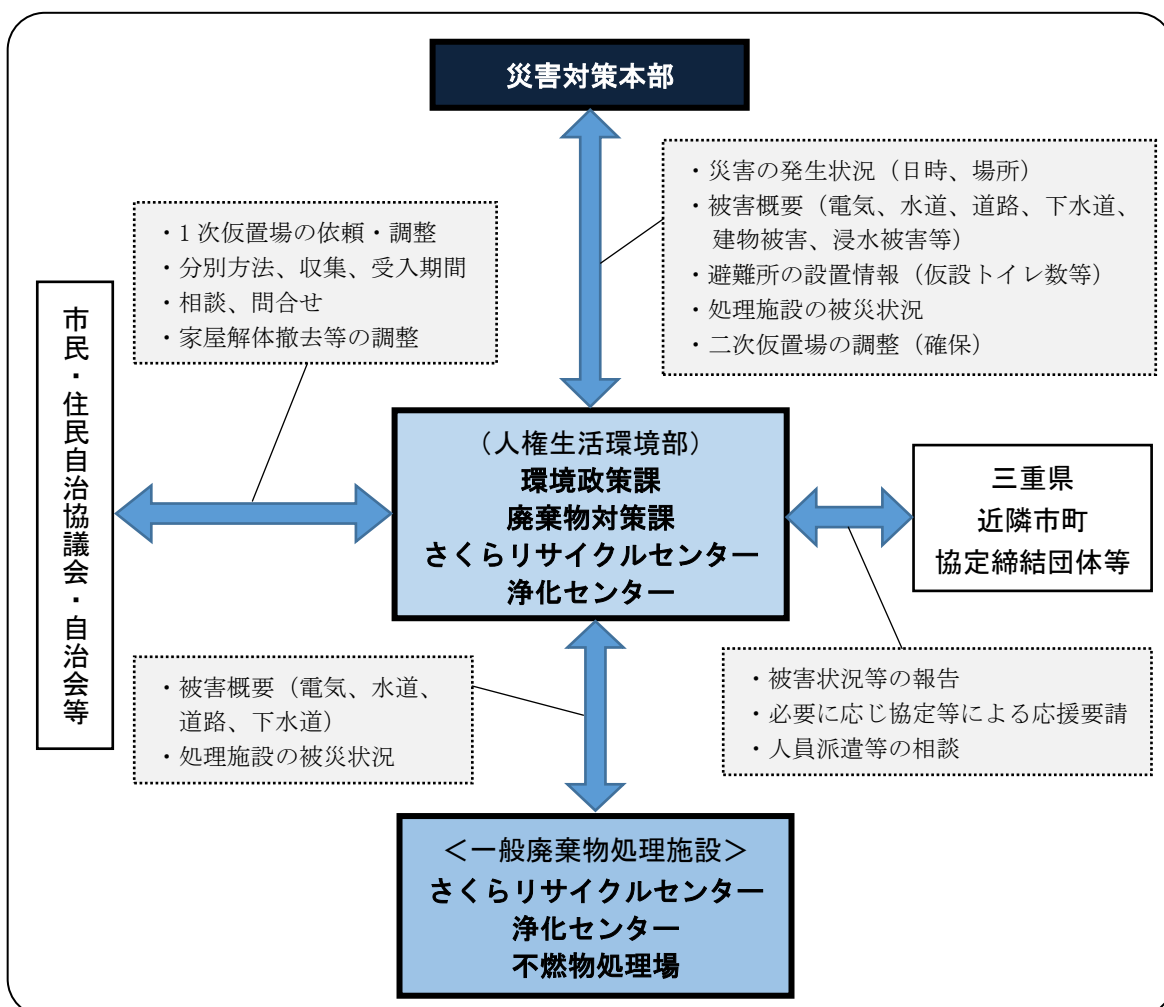 災害対策本部
・災害の発生状況（日時、場所）
・被害概要（電気、水道、道路、下水道、
建物被害、浸水被害等）
・避難所の設置情報（仮設トイレ数等）
・処理施設の被災状況
・二次仮置場の調整（確保）
・1 次仮置場の依頼・調整
・分別方法、収集、受入期間
・相談、問合せ
・家屋解体撤去等の調整
市民・住民自治協議会・自治会等
（人権生活環境部）
環境政策課
廃棄物対策課
さくらリサイクルセンター
浄化センター
三重県
近隣市町
協定締結団体等
・被害概要（電気、水道、
道路、下水道）
・処理施設の被災状況
・被害状況等の報告
・必要に応じ協定等による応援要請
・人員派遣等の相談
＜一般廃棄物処理施設＞
さくらリサイクルセンター
浄化センター
不燃物処理場